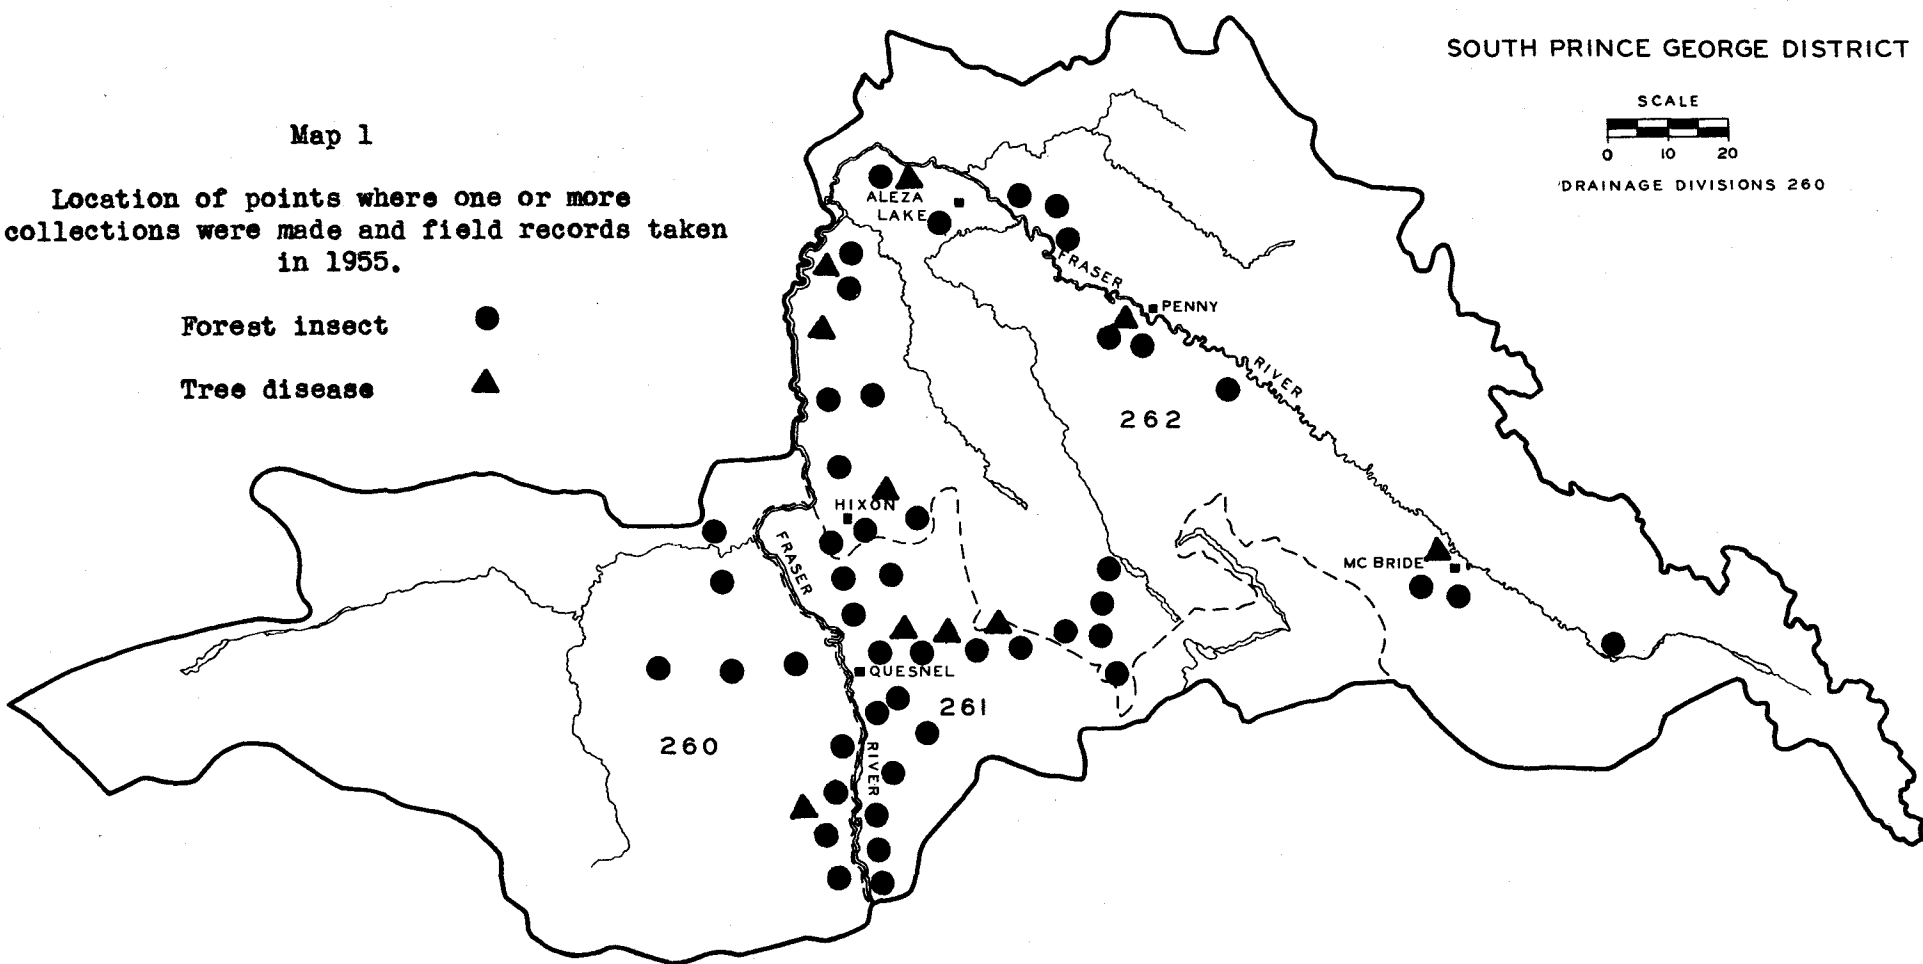 SOUTH PRINCE GEORGE DISTRICT
SCALE
0 10 20
DRAINAGE DIVISIONS 260
Map 1
Location of points where one or more
collections were made and field records taken
in 1955.
Forest insect
Tree disease
ALEZA
LAKE
FRASER
PENNY
RIVER
262
HIXON
FRASER
MC BRIDE
QUESNEL
261
260
RIVER